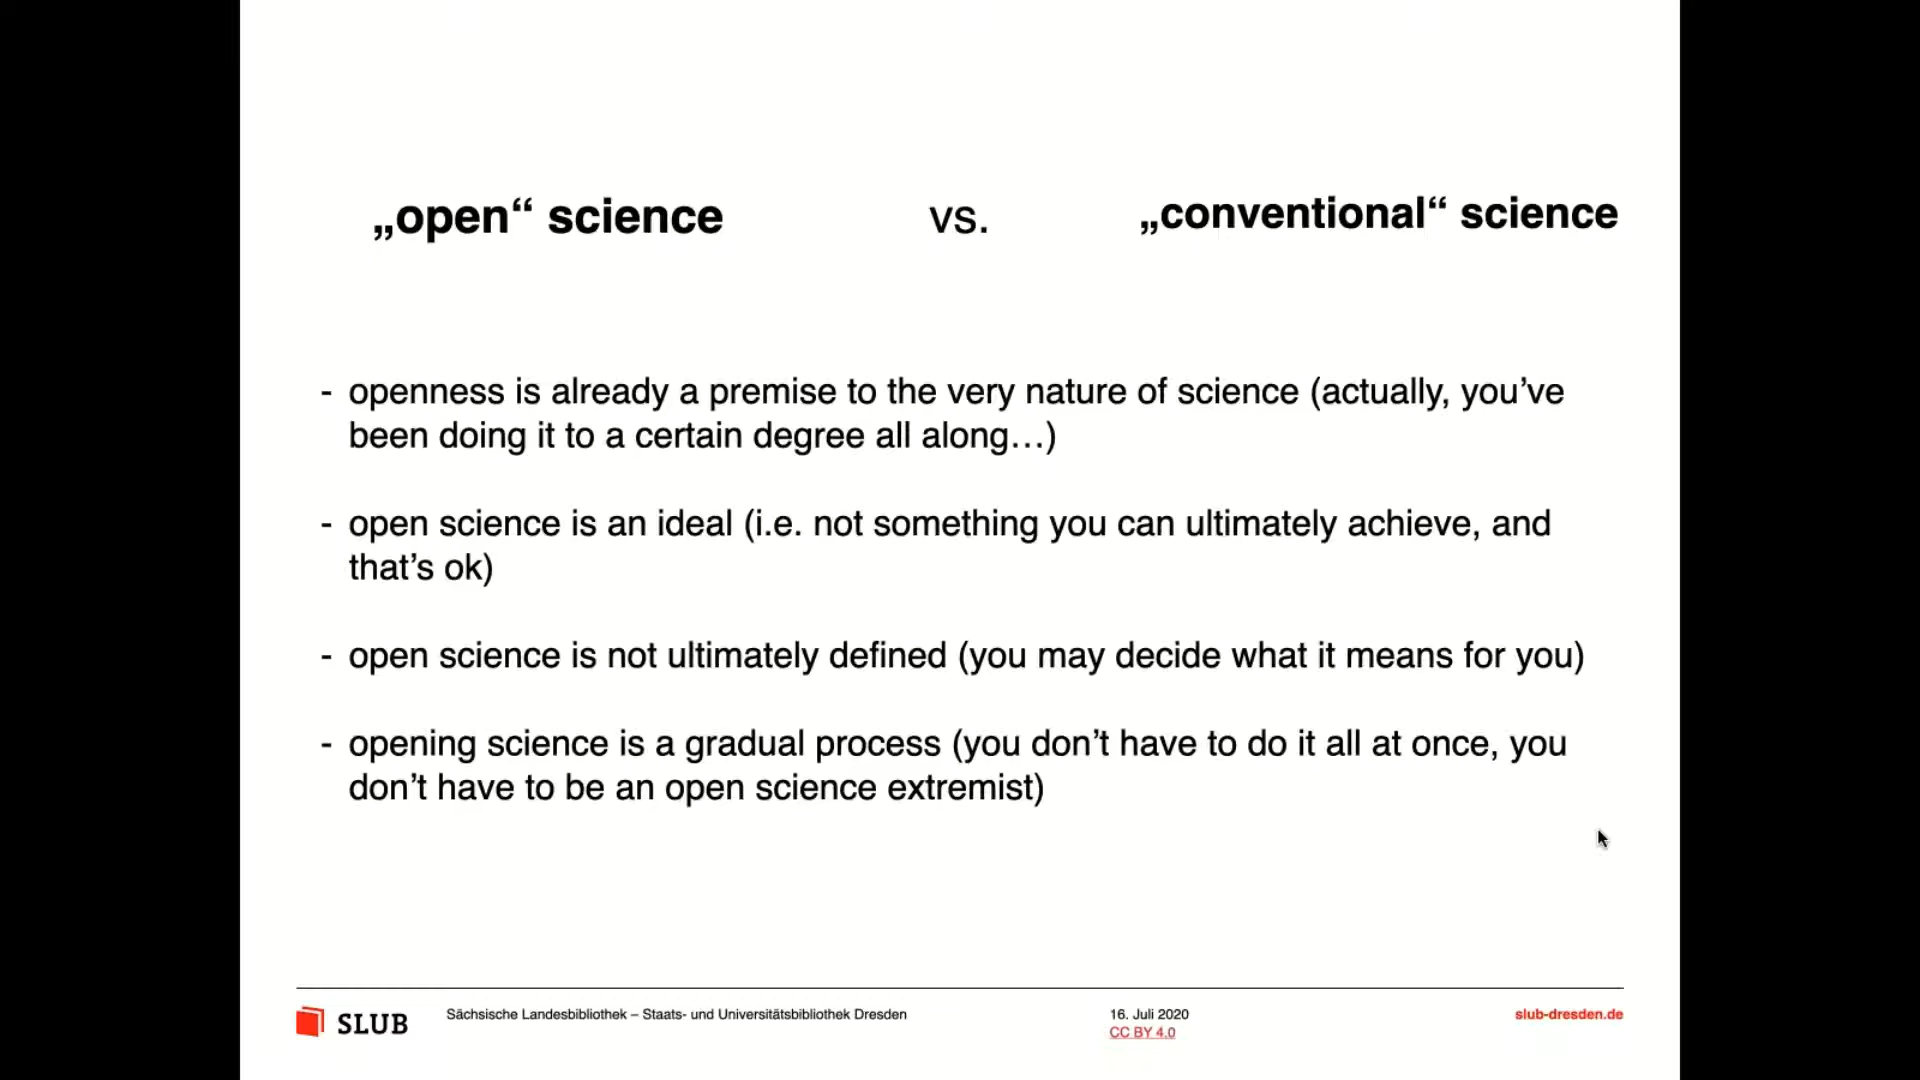 „open“ science vs. „conventional“ science
- openness is already a premise to the very nature of science (actually, you’ve
been doing it to a certain degree all along…)
- open science is an ideal (i.e. not something you can ultimately achieve, and
that’s ok)
- open science is not ultimately defined (you may decide what it means for you)
- opening science is a gradual process (you don’t have to do it all at once, you
don’t have to be an open science extremist)
SLUB
Sächsische Landesbibliothek – Staats- und Universitätsbibliothek Dresden
16. Juli 2020
CC BY 4.0
slub-dresden.de